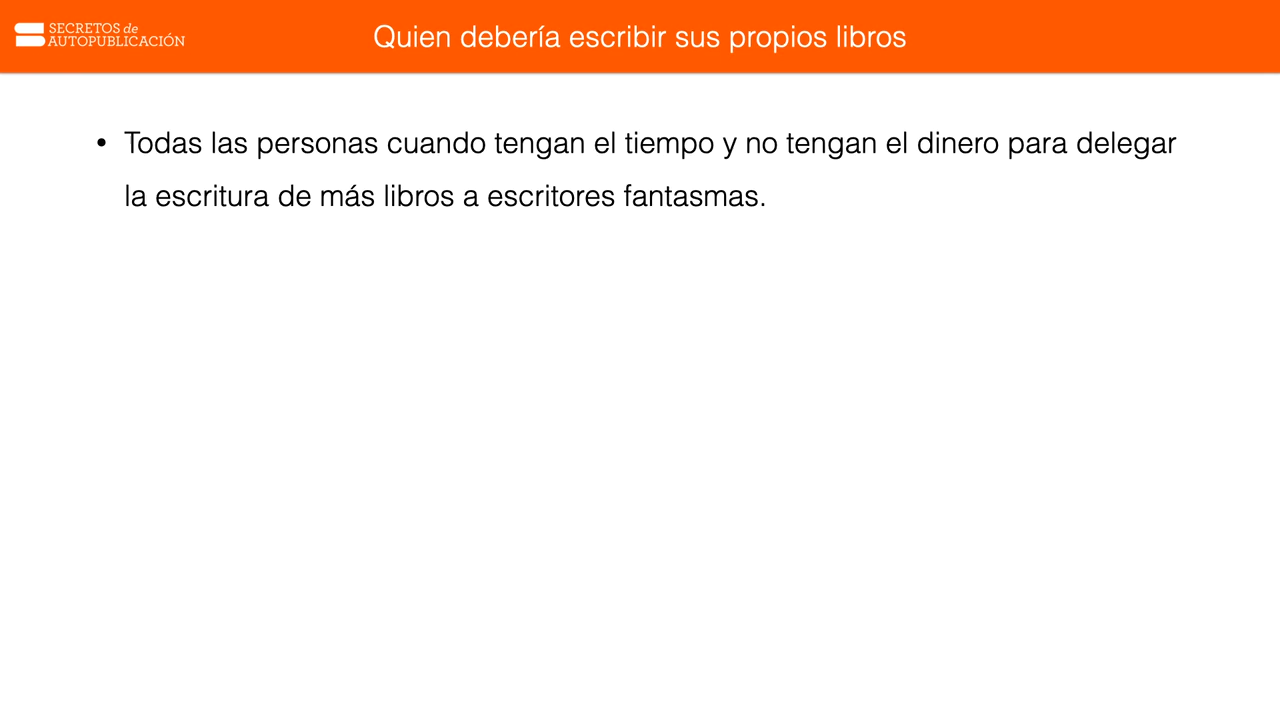 SECRETOS de
AUTOPUBLICACIÓN
Quien debería escribir sus propios libros
• Todas las personas cuando tengan el tiempo y no tengan el dinero para delegar
la escritura de más libros a escritores fantasmas.